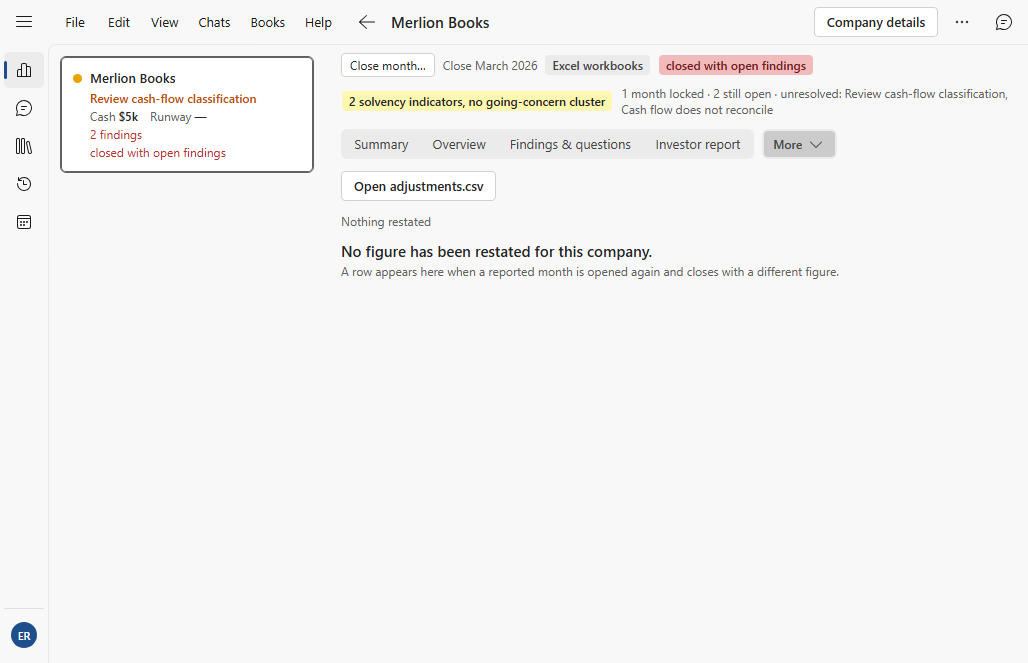 File Edit View Chats Books Help Merlion Books Company details
Merlion Books
Review cash-flow classification
Cash $5k Runway —
2 findings
closed with open findings
Close month... Close March 2026 Excel workbooks closed with open findings
2 solvency indicators, no going-concern cluster
1 month locked · 2 still open · unresolved: Review cash-flow classification,
Cash flow does not reconcile
Summary Overview Findings & questions Investor report More
Open adjustments.csv
Nothing restated
No figure has been restated for this company.
A row appears here when a reported month is opened again and closes with a different figure.
ER